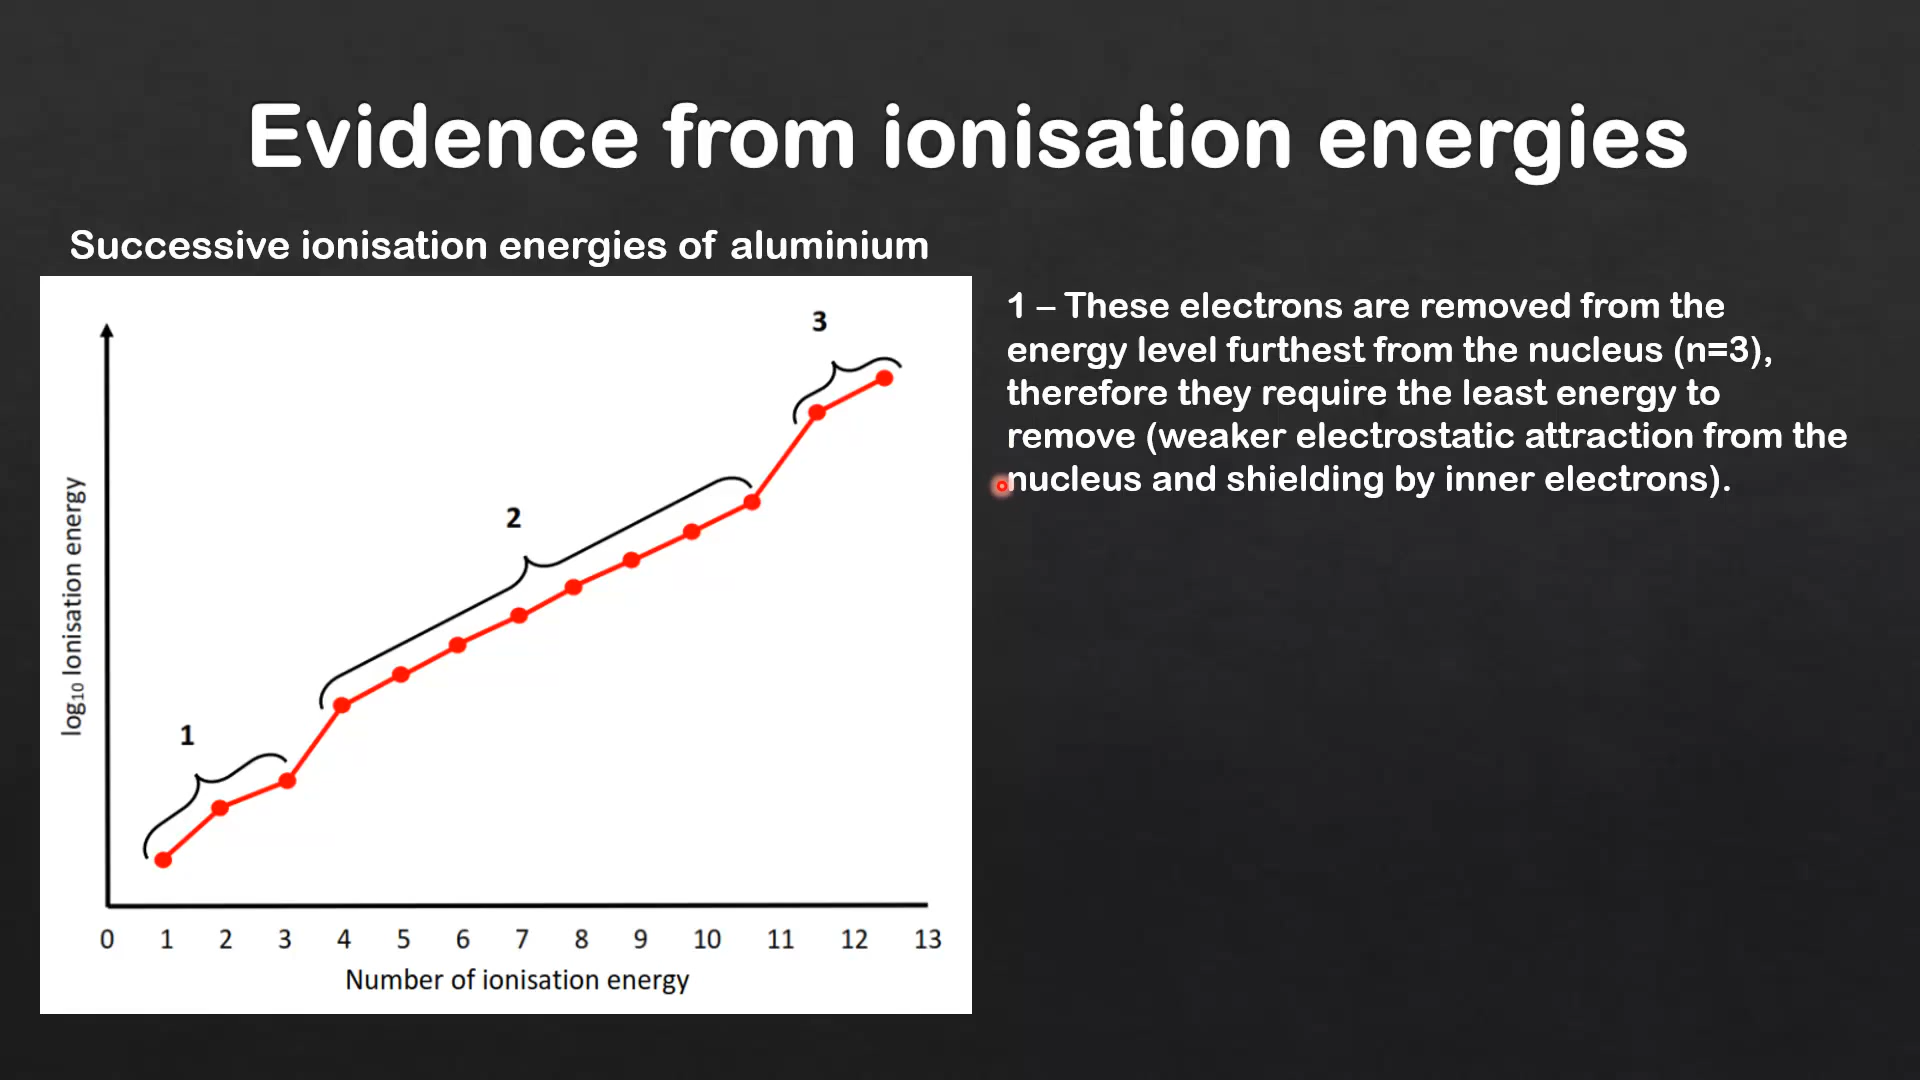 Evidence from ionisation energies
Successive ionisation energies of aluminium
3
2
1
log₁₀ Ionisation energy
0 1 2 3 4 5 6 7 8 9 10 11 12 13
Number of ionisation energy
1 – These electrons are removed from the
energy level furthest from the nucleus (n=3),
therefore they require the least energy to
remove (weaker electrostatic attraction from the
nucleus and shielding by inner electrons).